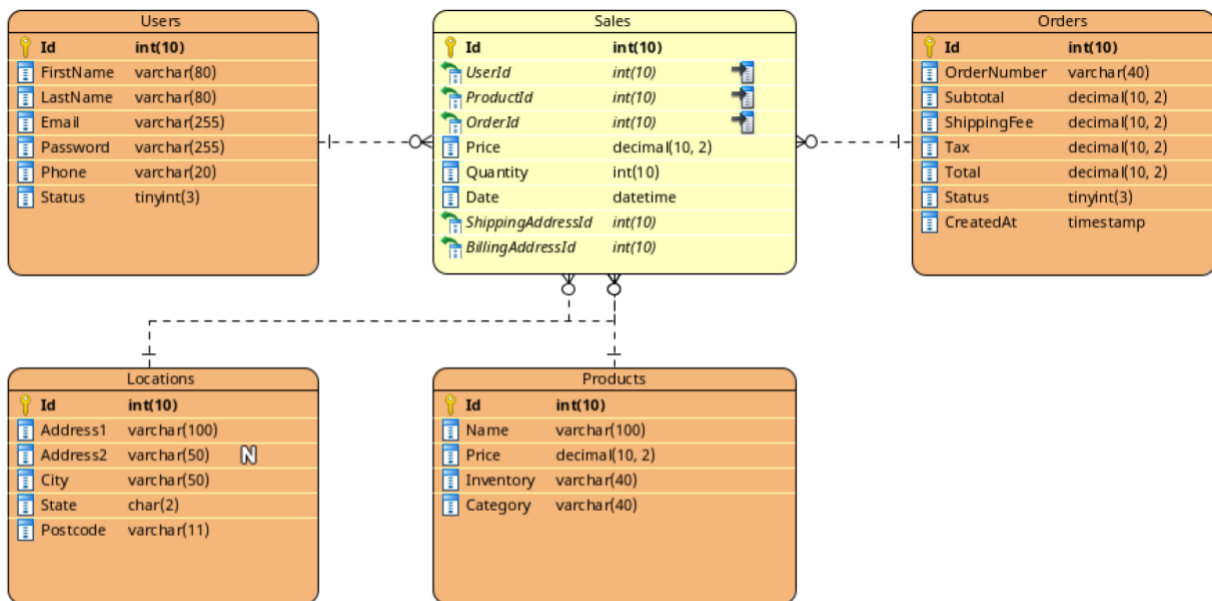 Users
Id int(10)
FirstName varchar(80)
LastName varchar(80)
Email varchar(255)
Password varchar(255)
Phone varchar(20)
Status tinyint(3)
Sales
Id int(10)
UserId int(10)
ProductId int(10)
OrderId int(10)
Price decimal(10, 2)
Quantity int(10)
Date datetime
ShippingAddressId int(10)
BillingAddressId int(10)
Orders
Id int(10)
OrderNumber varchar(40)
Subtotal decimal(10, 2)
ShippingFee decimal(10, 2)
Tax decimal(10, 2)
Total decimal(10, 2)
Status tinyint(3)
CreatedAt timestamp
Locations
Id int(10)
Address1 varchar(100)
Address2 varchar(50) N
City varchar(50)
State char(2)
Postcode varchar(11)
Products
Id int(10)
Name varchar(100)
Price decimal(10, 2)
Inventory varchar(40)
Category varchar(40)